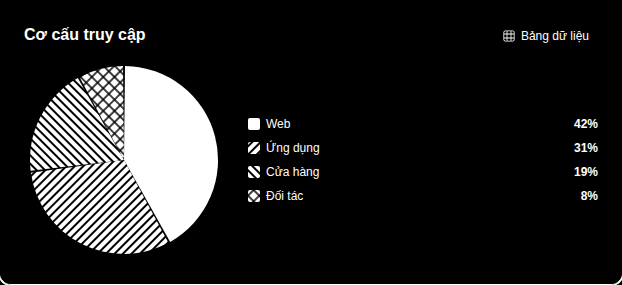 Cơ cấu truy cập
Bảng dữ liệu
Web 42%
Ứng dụng 31%
Cửa hàng 19%
Đối tác 8%